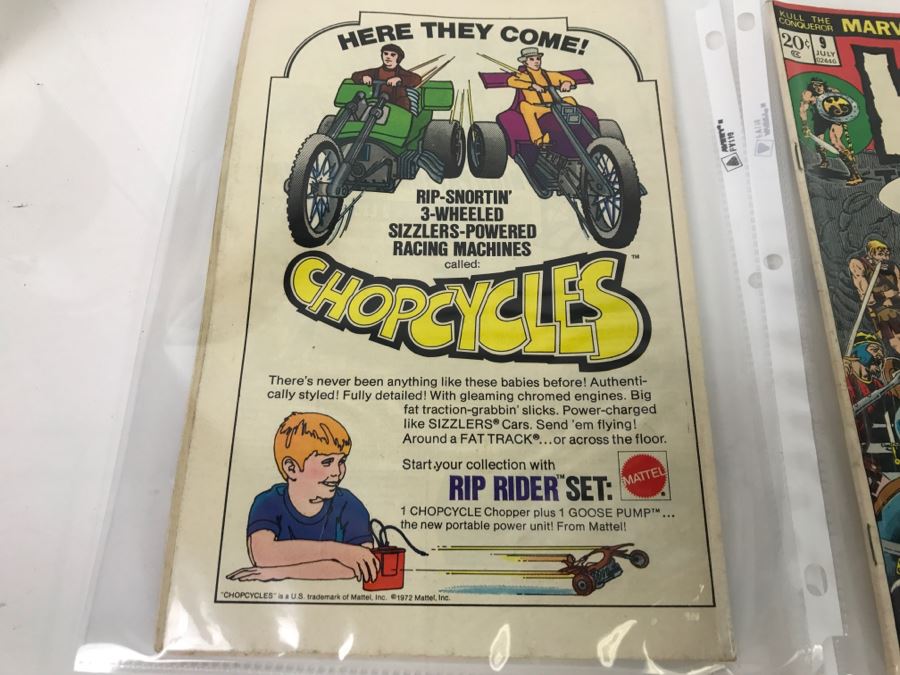 HERE THEY COME!
RIP-SNORTIN'
3-WHEELED
SIZZLERS-POWERED
RACING MACHINES
called:
CHOPCYCLES™
There's never been anything like these babies before! Authenti-
cally styled! Fully detailed! With gleaming chromed engines. Big
fat traction-grabbin' slicks. Power-charged
like SIZZLERS® Cars. Send 'em flying!
Around a FAT TRACK®...or across the floor.
Start your collection with
RIP RIDER™ SET:
MATTEL®
1 CHOPCYCLE Chopper plus 1 GOOSE PUMP™...
the new portable power unit! From Mattel!
"CHOPCYCLES" is a U.S. trademark of Mattel, Inc. ©1972 Mattel, Inc.
KULL THE
CONQUEROR
MARV
20¢
9
JULY
02446
CC